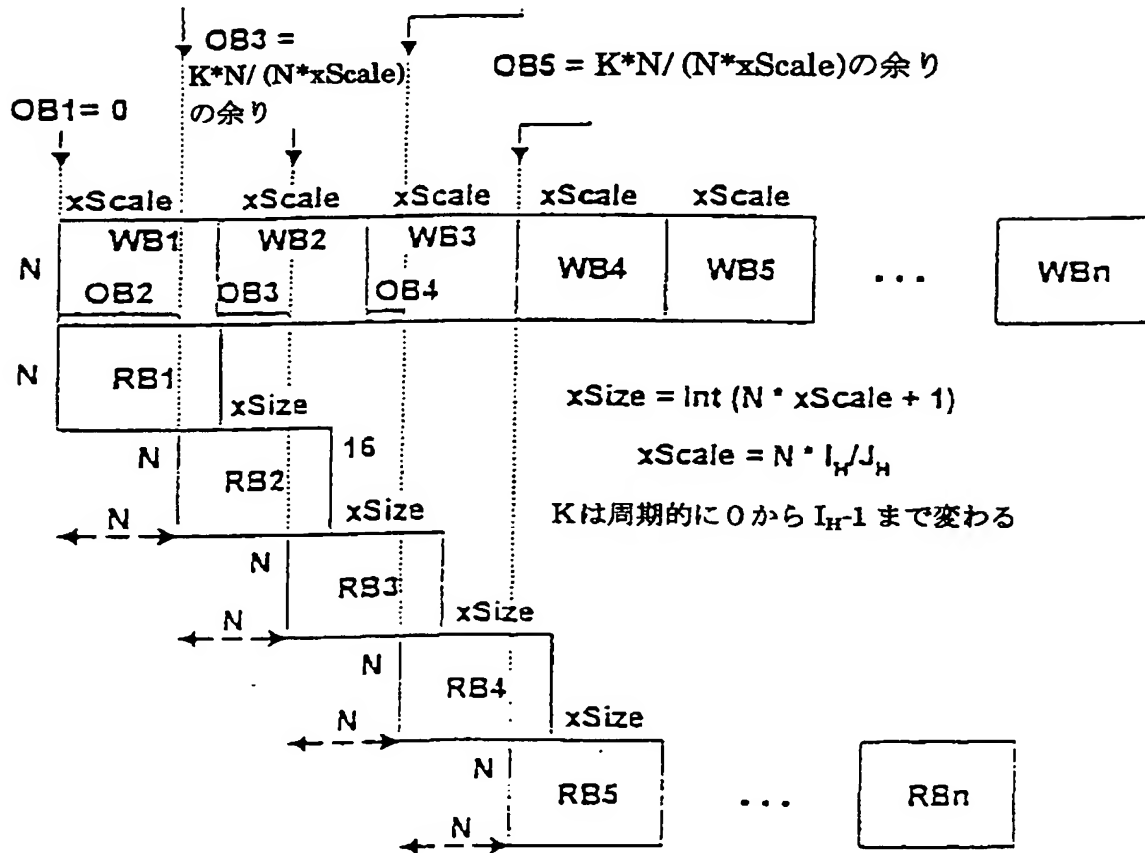 OB3 =
K*N/ (N*xScale)
の余り
OB5 = K*N/ (N*xScale)の余り
OB1= 0
xScale xScale xScale xScale xScale
N WB1 WB2 WB3 WB4 WB5 ... WBn
OB2 OB3 OB4
N RB1
xSize
xSize = Int (N * xScale + 1)
N RB2 16
xScale = N * I_H/J_H
N
xSize
Kは周期的に0から I_H-1 まで変わる
N RB3
N
xSize
N RB4
N
xSize
N RB5 ... RBn
N